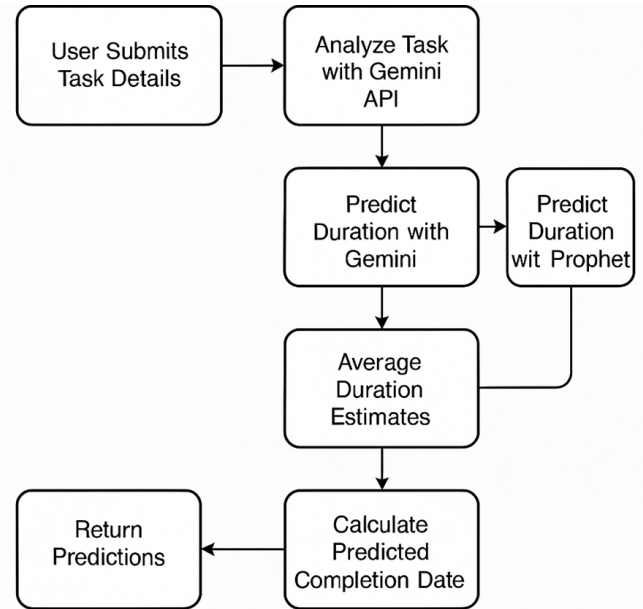 User Submits
Task Details
Analyze Task
with Gemini
API
Predict
Duration with
Gemini
Predict
Duration
wit Prophet
Average
Duration
Estimates
Calculate
Predicted
Completion Date
Return
Predictions